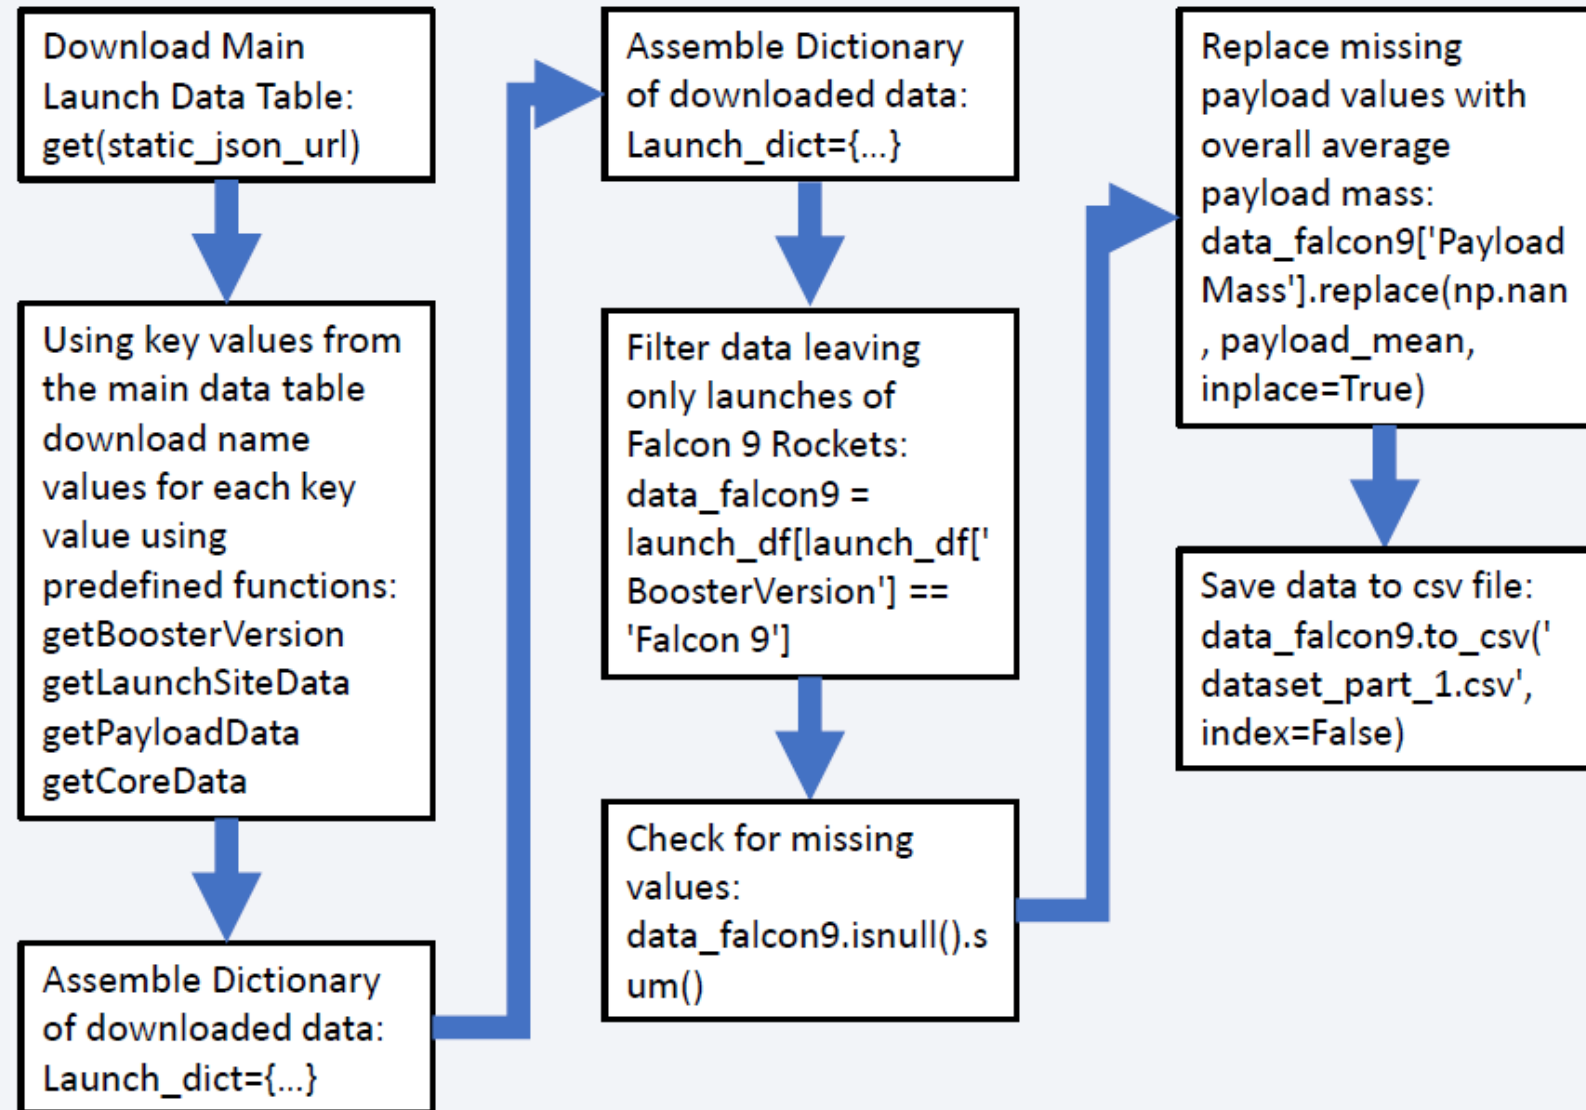 Download Main
Launch Data Table:
get(static_json_url)
Using key values from
the main data table
download name
values for each key
value using
predefined functions:
getBoosterVersion
getLaunchSiteData
getPayloadData
getCoreData
Assemble Dictionary
of downloaded data:
Launch_dict={...}
Assemble Dictionary
of downloaded data:
Launch_dict={...}
Filter data leaving
only launches of
Falcon 9 Rockets:
data_falcon9 =
launch_df[launch_df['
BoosterVersion'] ==
'Falcon 9']
Check for missing
values:
data_falcon9.isnull().s
um()
Replace missing
payload values with
overall average
payload mass:
data_falcon9['Payload
Mass'].replace(np.nan
, payload_mean,
inplace=True)
Save data to csv file:
data_falcon9.to_csv('
dataset_part_1.csv',
index=False)